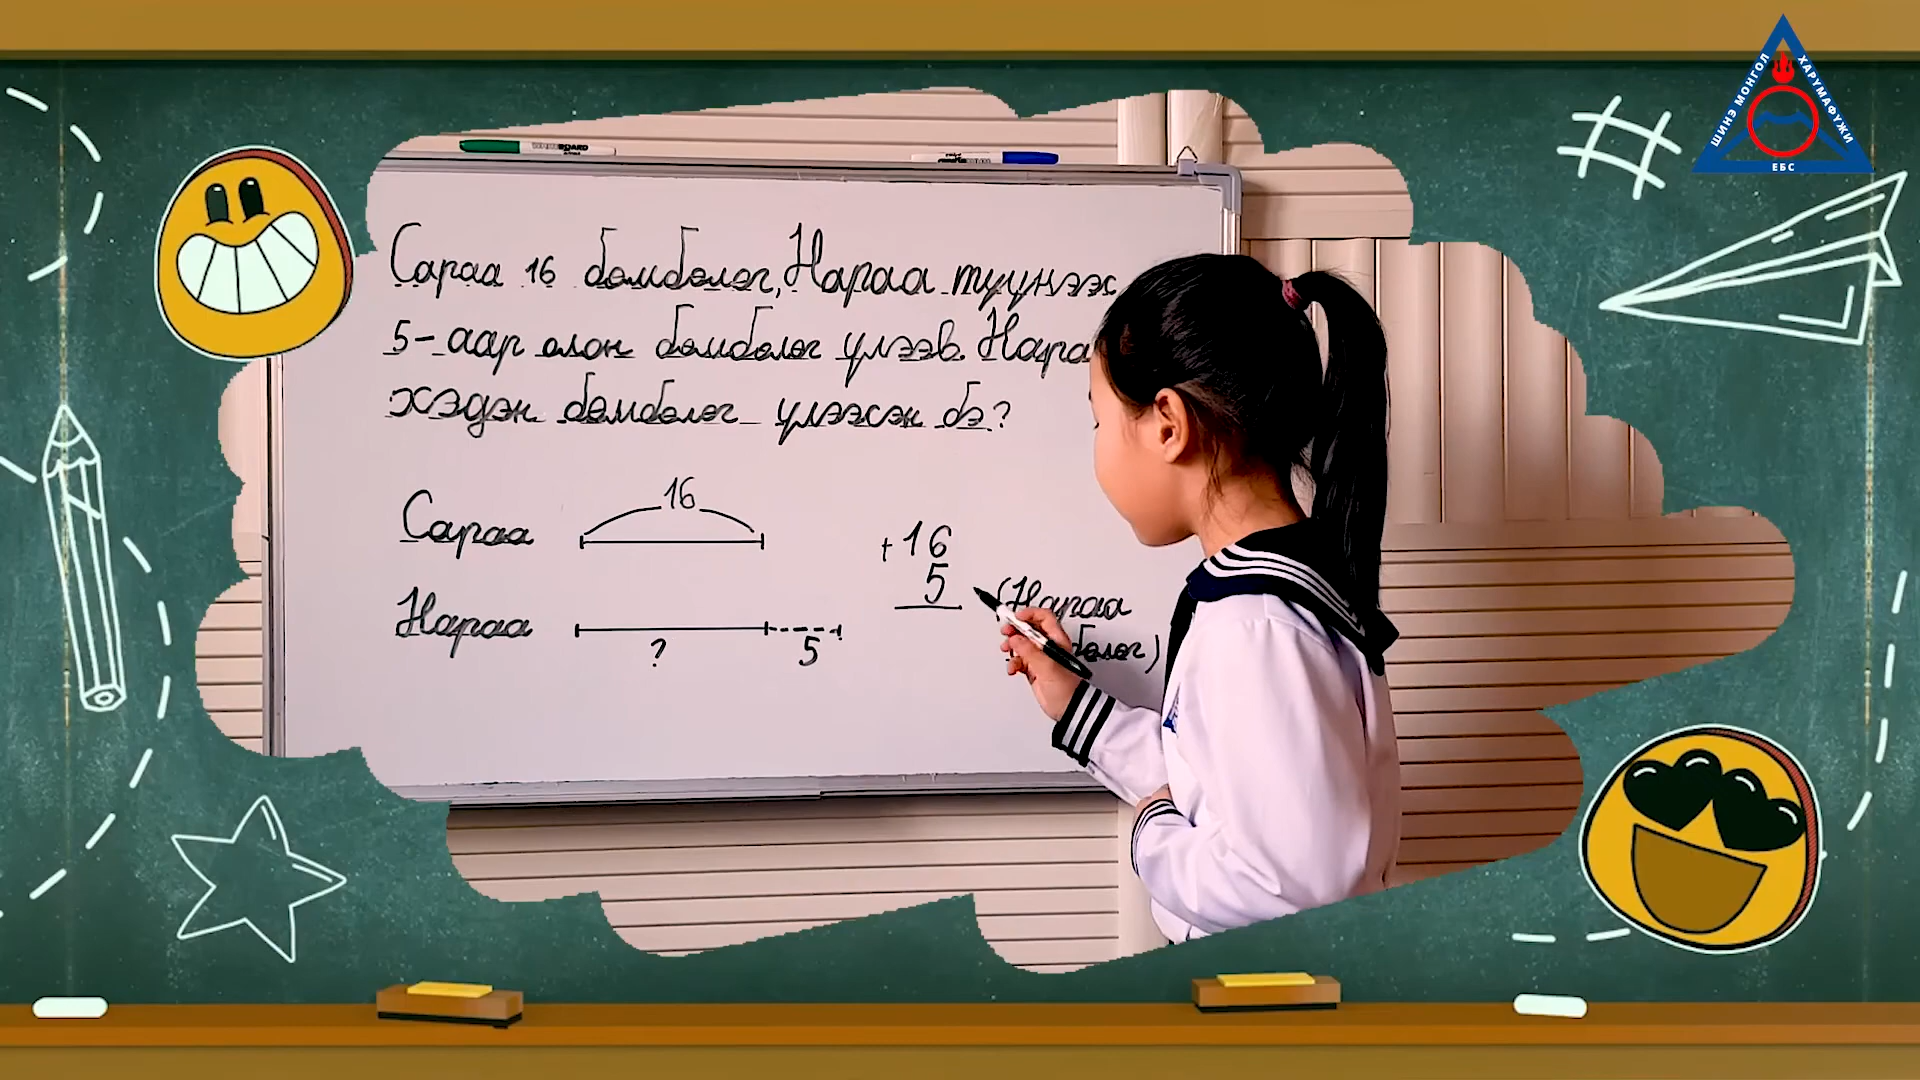 ШИНЭ МОНГОЛ ХАРУМАФУЖИ
ЕБС
WHITEBOARD
Сараа 16 бөмбөлөг, Нараа түүнээс
5-аар олон бөмбөлөг үлээв. Нараа
хэдэн бөмбөлөг үлээсэн бэ?
16
Сараа
Нараа
? 5
+16
5
(Нараа